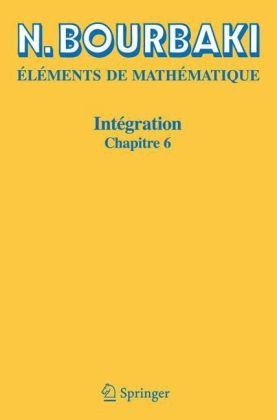 N. BOURBAKI
ÉLÉMENTS DE MATHÉMATIQUE
Intégration
Chapitre 6
Springer